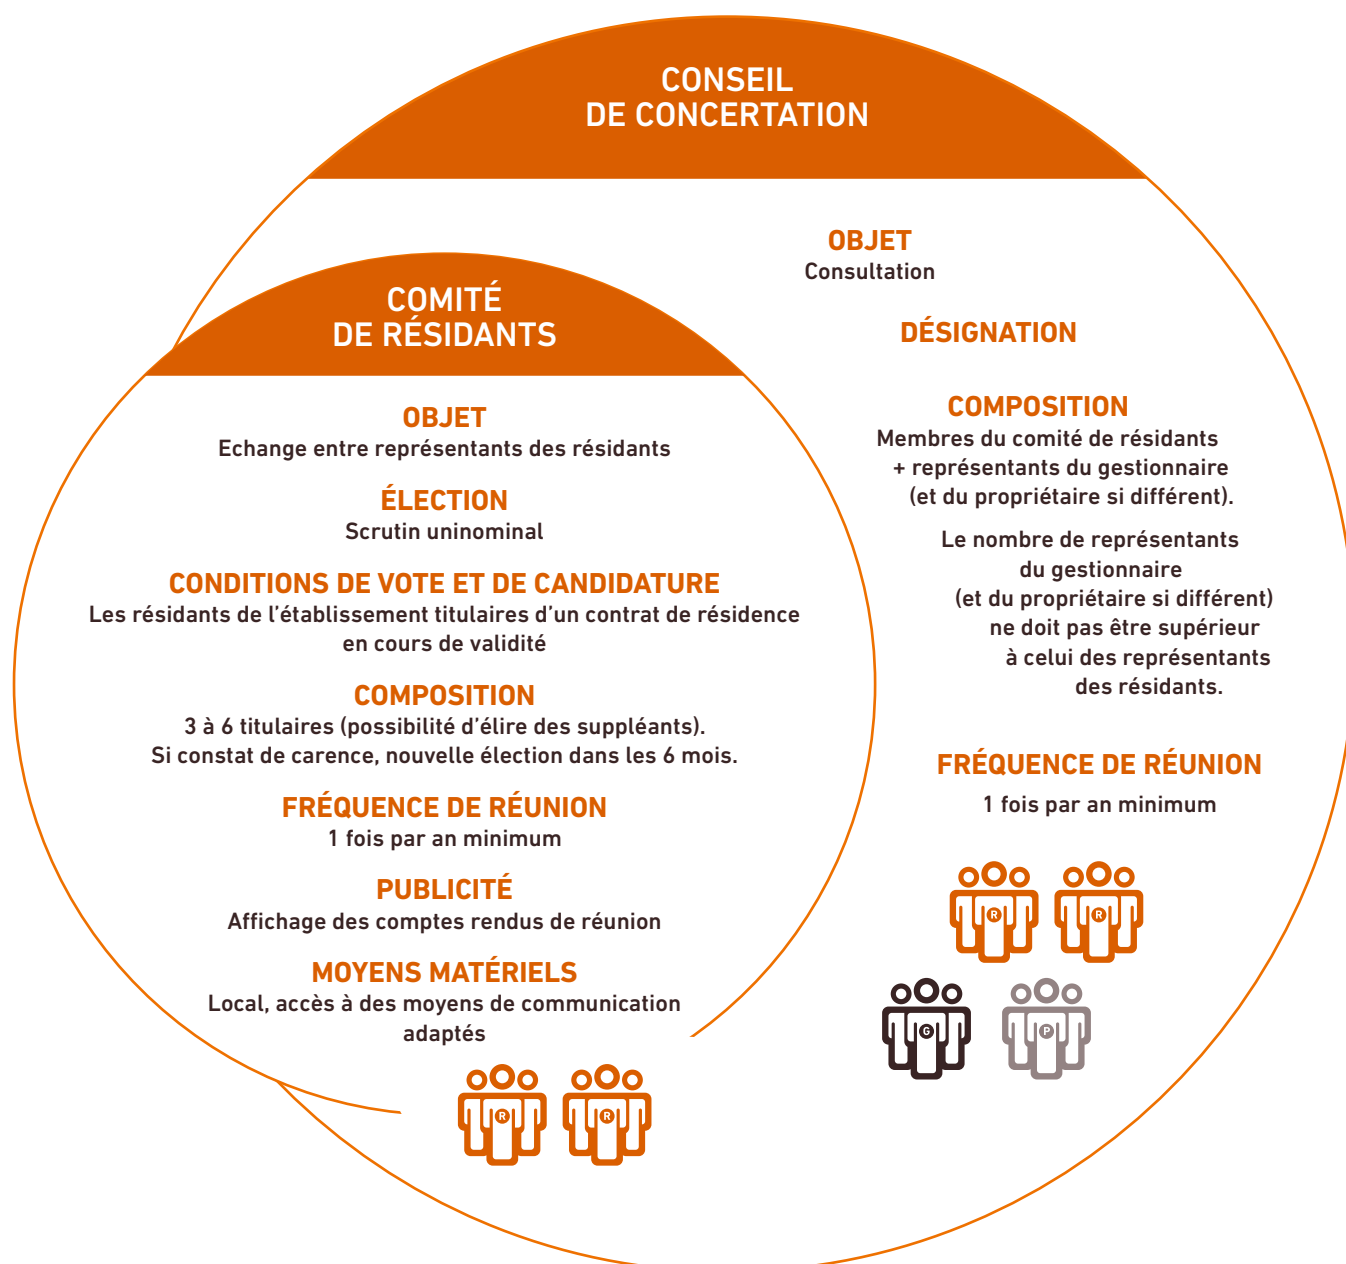 CONSEIL
DE CONCERTATION
OBJET
Consultation
DÉSIGNATION
COMPOSITION
Membres du comité de résidants
+ représentants du gestionnaire
(et du propriétaire si différent).
Le nombre de représentants
du gestionnaire
(et du propriétaire si différent)
ne doit pas être supérieur
à celui des représentants
des résidants.
FRÉQUENCE DE RÉUNION
1 fois par an minimum
R R
G P
COMITÉ
DE RÉSIDANTS
OBJET
Echange entre représentants des résidants
ÉLECTION
Scrutin uninominal
CONDITIONS DE VOTE ET DE CANDIDATURE
Les résidants de l’établissement titulaires d’un contrat de résidence
en cours de validité
COMPOSITION
3 à 6 titulaires (possibilité d’élire des suppléants).
Si constat de carence, nouvelle élection dans les 6 mois.
FRÉQUENCE DE RÉUNION
1 fois par an minimum
PUBLICITÉ
Affichage des comptes rendus de réunion
MOYENS MATÉRIELS
Local, accès à des moyens de communication
adaptés
R R